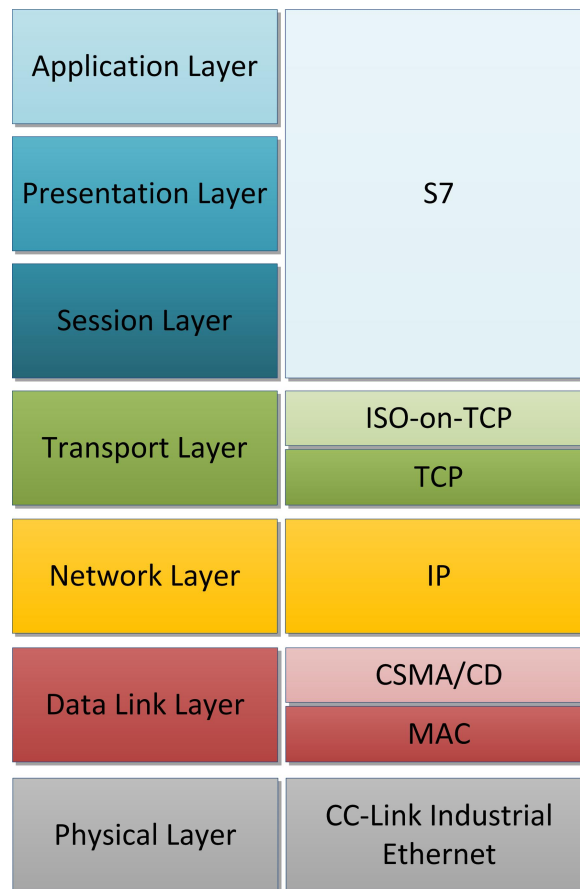 Application Layer
Presentation Layer
S7
Session Layer
Transport Layer
ISO-on-TCP
TCP
Network Layer
IP
Data Link Layer
CSMA/CD
MAC
Physical Layer
CC-Link Industrial
Ethernet